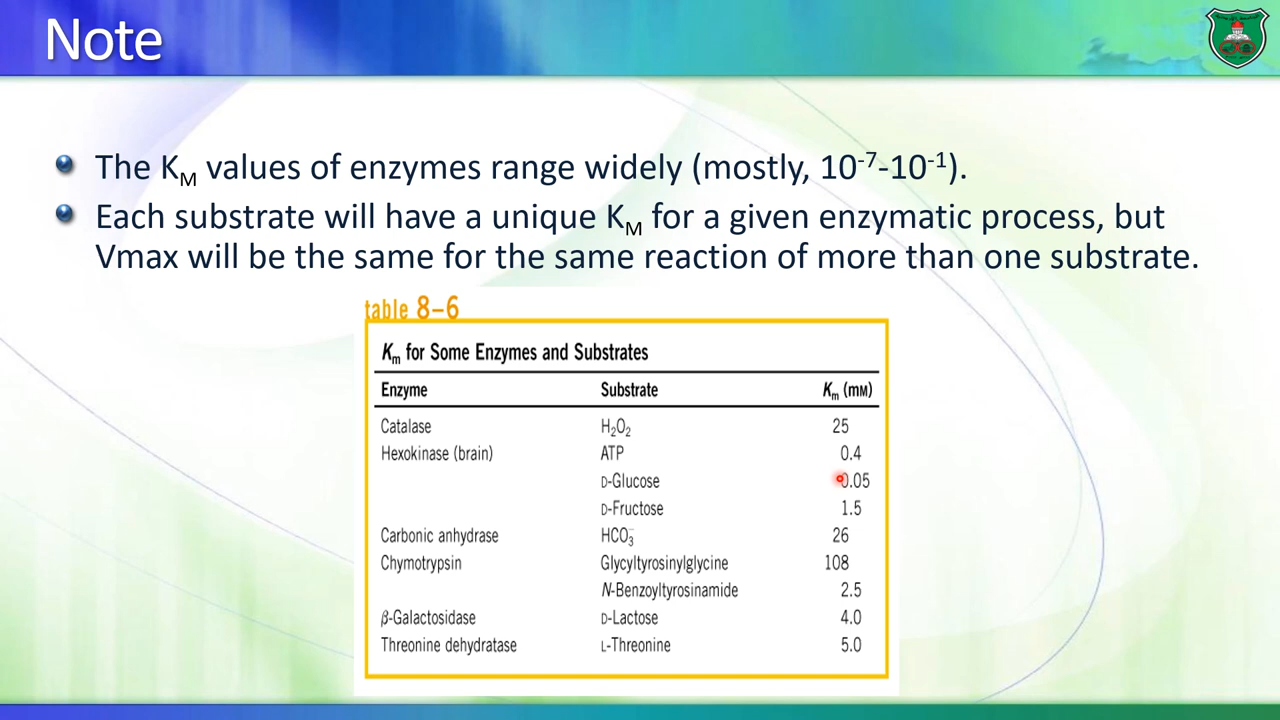 Note
The KM values of enzymes range widely (mostly, 10-7-10-1).
Each substrate will have a unique KM for a given enzymatic process, but
Vmax will be the same for the same reaction of more than one substrate.
table 8–6
Km for Some Enzymes and Substrates
Enzyme Substrate Km (mM)
Catalase H2O2 25
Hexokinase (brain) ATP 0.4
D-Glucose 0.05
D-Fructose 1.5
Carbonic anhydrase HCO3− 26
Chymotrypsin Glycyltyrosinylglycine 108
N-Benzoyltyrosinamide 2.5
β-Galactosidase D-Lactose 4.0
Threonine dehydratase L-Threonine 5.0